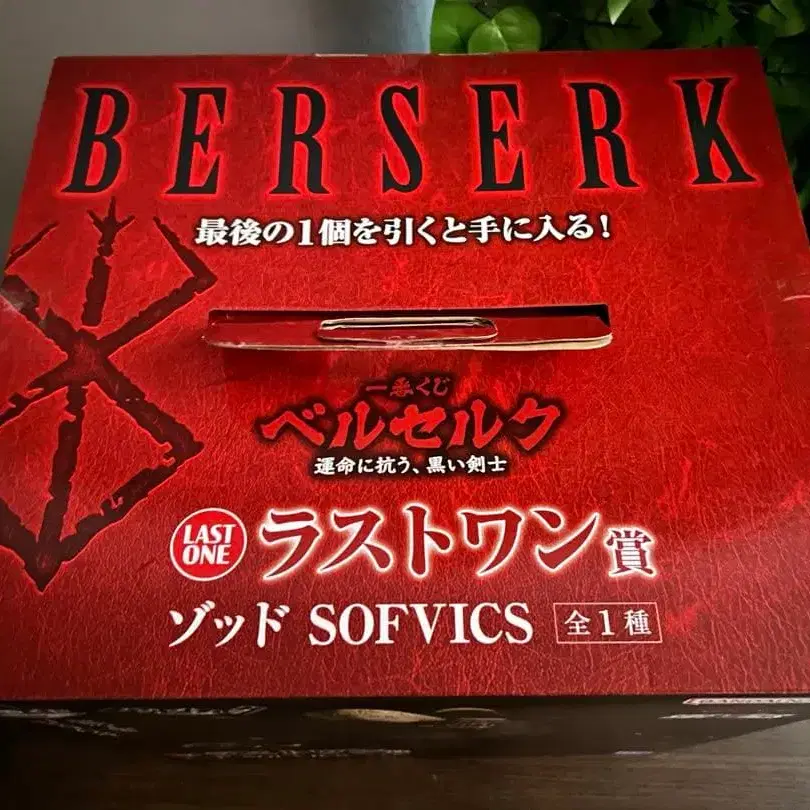 BERSERK
最後の1個を引くと手に入る!
一番くじ
ベルセルク
運命に抗う、黒い剣士
LAST
ONE
ラストワン賞
ゾッド SOFVICS 全1種